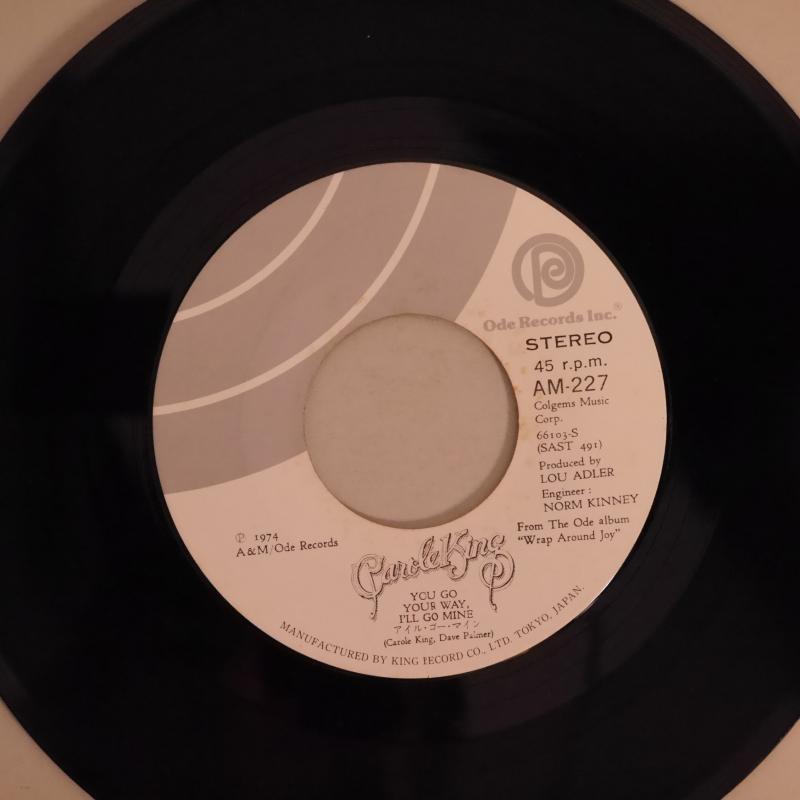 Ode Records Inc.®
STEREO
45 r.p.m.
AM-227
Colgems Music
Corp.
66103-S
(SAST 491)
Produced by
LOU ADLER
Engineer :
NORM KINNEY
From The Ode album
"Wrap Around Joy"
℗ 1974
A&M/Ode Records
Carole King
YOU GO
YOUR WAY,
I'LL GO MINE
アイル・ゴー・マイン
(Carole King, Dave Palmer)
MANUFACTURED BY KING RECORD CO., LTD. TOKYO, JAPAN.